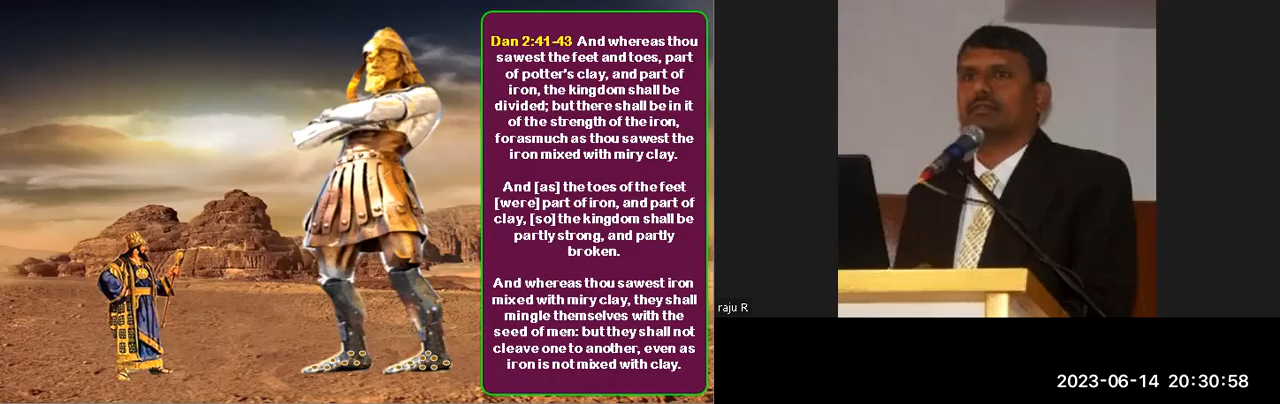 Dan 2:41-43 And whereas thou
sawest the feet and toes, part
of potter's clay, and part of
iron, the kingdom shall be
divided; but there shall be in it
of the strength of the iron,
forasmuch as thou sawest the
iron mixed with miry clay.
And [as] the toes of the feet
[were] part of iron, and part of
clay, [so] the kingdom shall be
partly strong, and partly
broken.
And whereas thou sawest iron
mixed with miry clay, they shall
mingle themselves with the
seed of men: but they shall not
cleave one to another, even as
iron is not mixed with clay.
raju R
2023-06-14 20:30:58